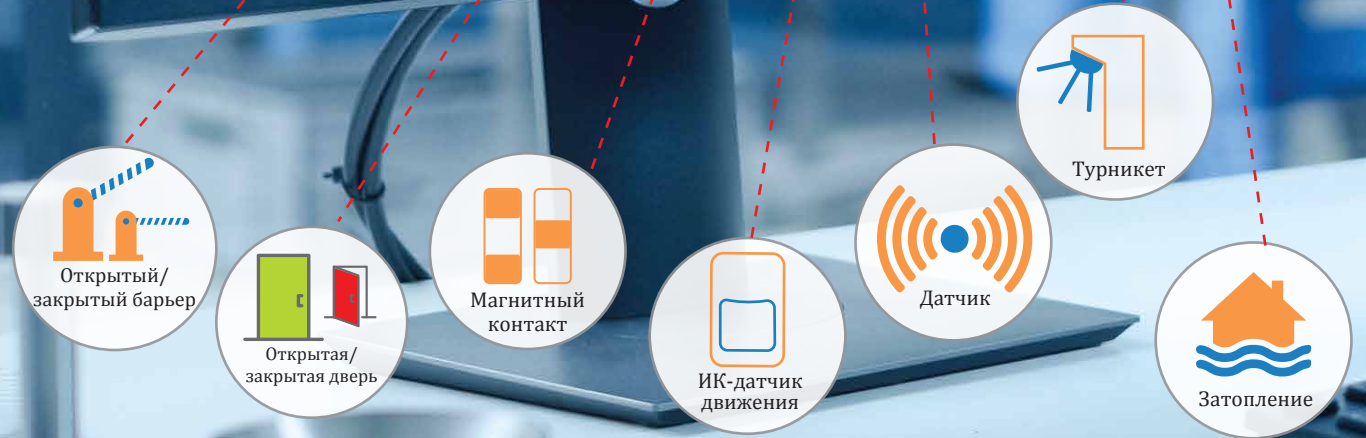 Открытый/
закрытый барьер
Открытая/
закрытая дверь
Магнитный
контакт
ИК-датчик
движения
Датчик
Турникет
Затопление